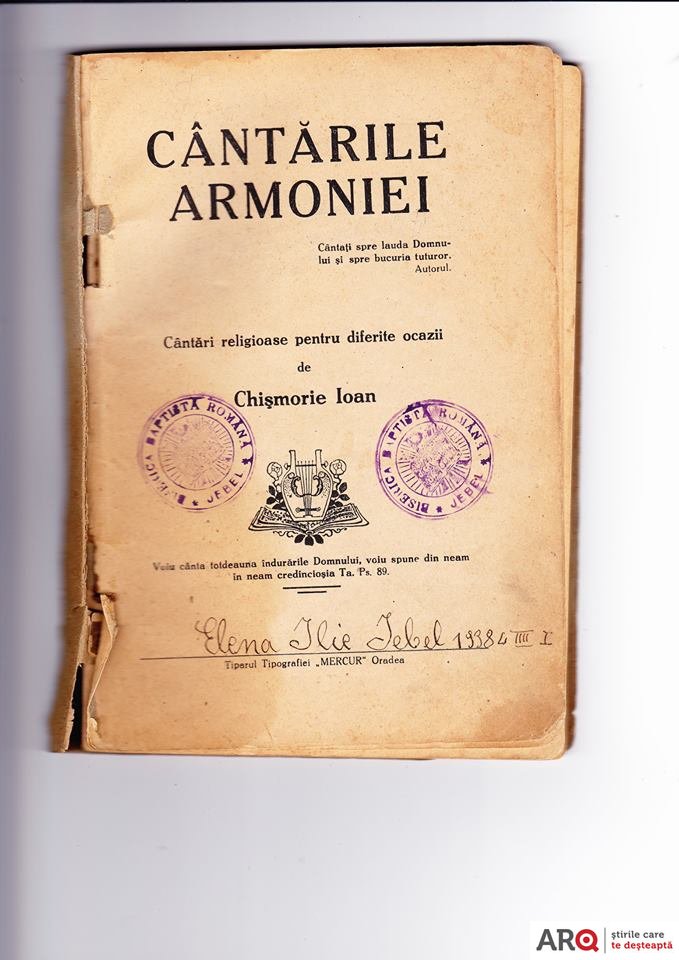 CÂNTĂRILE
ARMONIEI
Cântați spre lauda Domnu-
lui și spre bucuria tuturor.
Autorul.
Cântări religioase pentru diferite ocazii
de
Chișmorie Ioan
BISERICA BAPTISTĂ ROMÂNĂ * JEBEL *
BISERICA BAPTISTĂ ROMÂNĂ * JEBEL *
Voiu cânta totdeauna îndurările Domnului, voiu spune din neam
în neam credincioșia Ta. Ps. 89.
Elena Ilie Jebel 1938
Tiparul Tipografiei „MERCUR" Oradea
ARQ știrile care
te deșteaptă